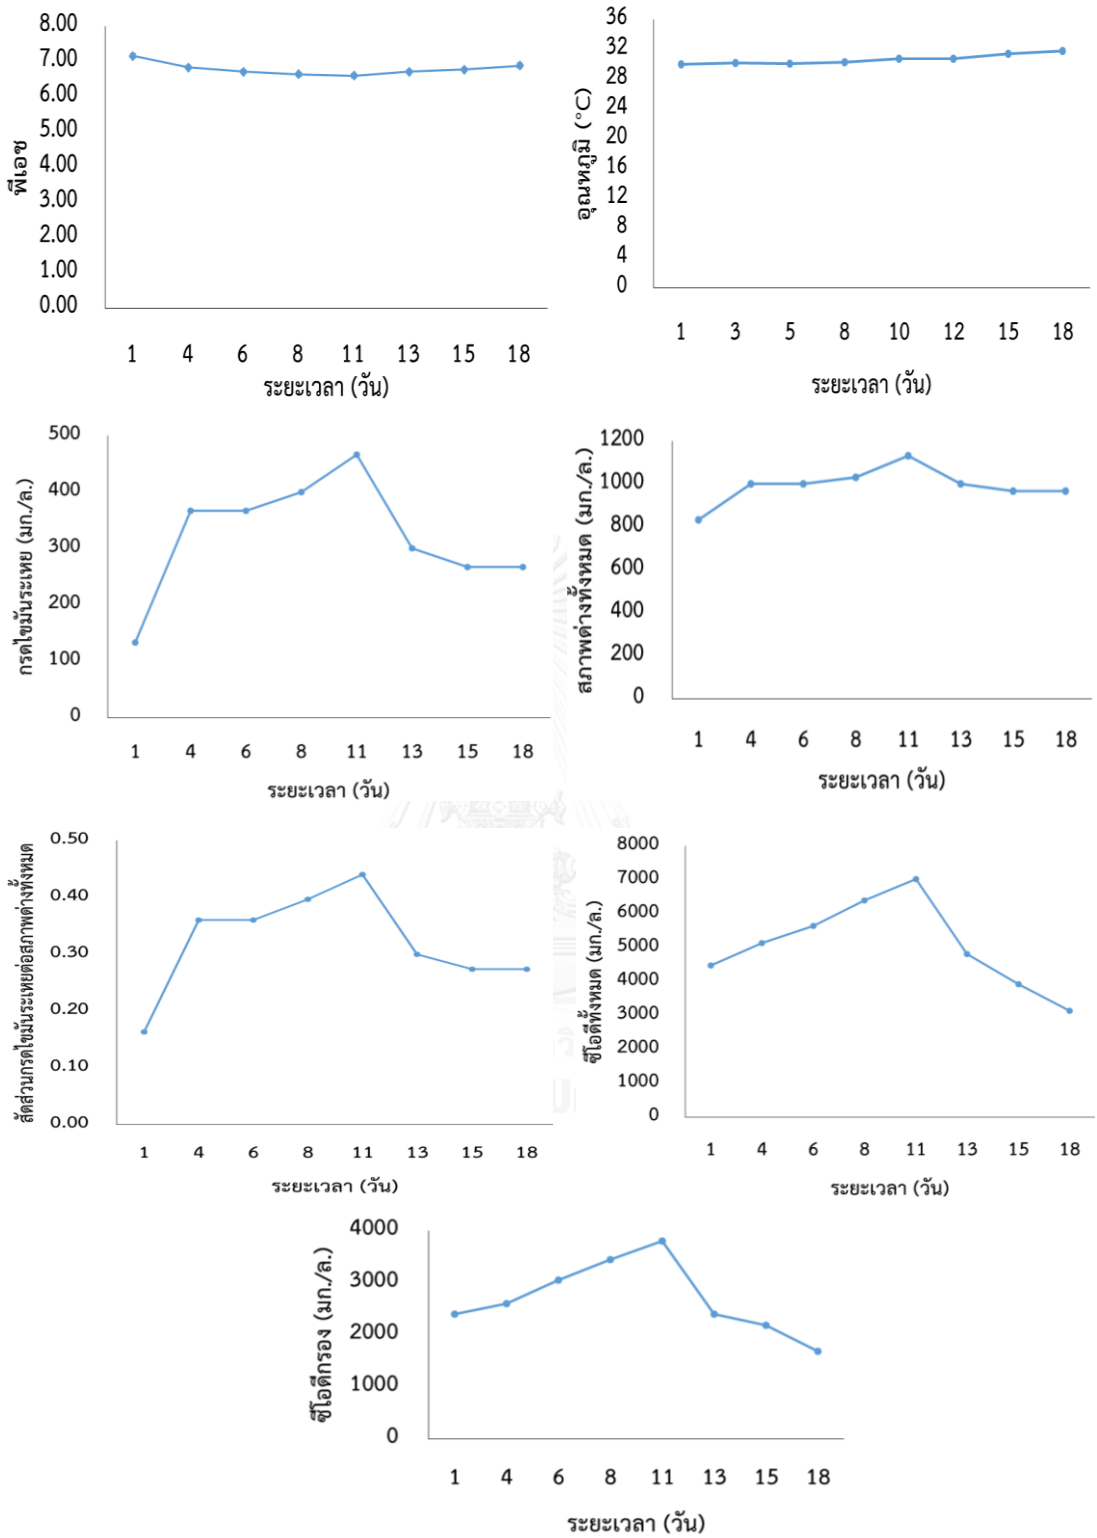 พีเอช
8.00
7.00
6.00
5.00
4.00
3.00
2.00
1.00
0.00
1 4 6 8 11 13 15 18
ระยะเวลา (วัน)
อุณหภูมิ (°C)
36
32
28
24
20
16
12
8
4
0
1 3 5 8 10 12 15 18
ระยะเวลา (วัน)
กรดไขมันระเหย (มก./ล.)
500
400
300
200
100
0
1 4 6 8 11 13 15 18
ระยะเวลา (วัน)
สภาพด่างทั้งหมด (มก./ล.)
1200
1000
800
600
400
200
0
1 4 6 8 11 13 15 18
ระยะเวลา (วัน)
สัดส่วนกรดไขมันระเหยต่อสภาพด่างทั้งหมด
0.50
0.40
0.30
0.20
0.10
0.00
1 4 6 8 11 13 15 18
ระยะเวลา (วัน)
ซีโอดีทั้งหมด (มก./ล.)
8000
7000
6000
5000
4000
3000
2000
1000
0
1 4 6 8 11 13 15 18
ระยะเวลา (วัน)
ซีโอดีกรอง (มก./ล.)
4000
3000
2000
1000
0
1 4 6 8 11 13 15 18
ระยะเวลา (วัน)